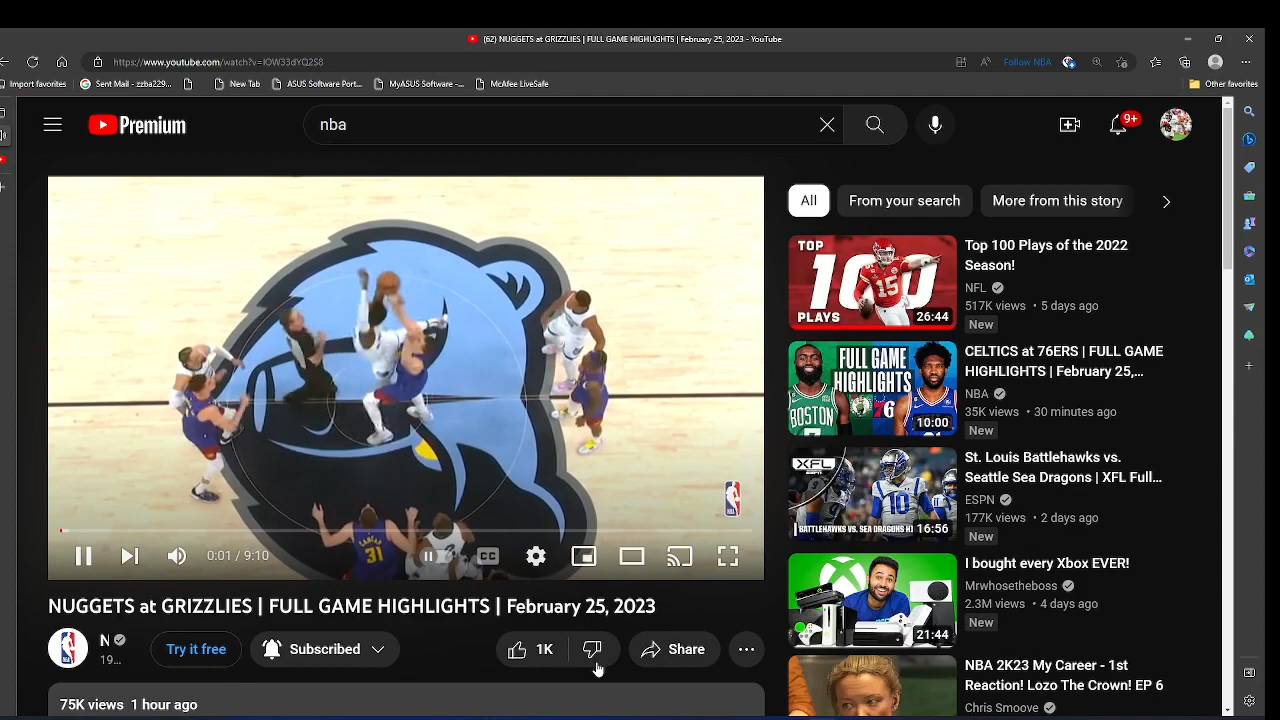 (62) NUGGETS at GRIZZLIES | FULL GAME HIGHLIGHTS | February 25, 2023 - YouTube
https://www.youtube.com/watch?v=IOW33dYQ2S8
Follow NBA
Import favorites
Sent Mail - zzba229...
New Tab
ASUS Software Port...
MyASUS Software -...
McAfee LiveSafe
Other favorites
Premium
nba
9+
All
From your search
More from this story
TOP
100
PLAYS
15
26:44
Top 100 Plays of the 2022
Season!
NFL
517K views • 5 days ago
New
FULL GAME
HIGHLIGHTS
BOSTON
76
10:00
CELTICS at 76ERS | FULL GAME
HIGHLIGHTS | February 25,...
NBA
35K views • 30 minutes ago
New
XFL
10
BATTLEHAWKS VS. SEA DRAGONS H
16:56
St. Louis Battlehawks vs.
Seattle Sea Dragons | XFL Full...
ESPN
177K views • 2 days ago
New
21:44
I bought every Xbox EVER!
Mrwhosetheboss
2.3M views • 4 days ago
New
NBA 2K23 My Career - 1st
Reaction! Lozo The Crown! EP 6
Chris Smoove
NBA
31
0:01 / 9:10
CC
NUGGETS at GRIZZLIES | FULL GAME HIGHLIGHTS | February 25, 2023
N
19...
Try it free
Subscribed
1K
Share
75K views 1 hour ago